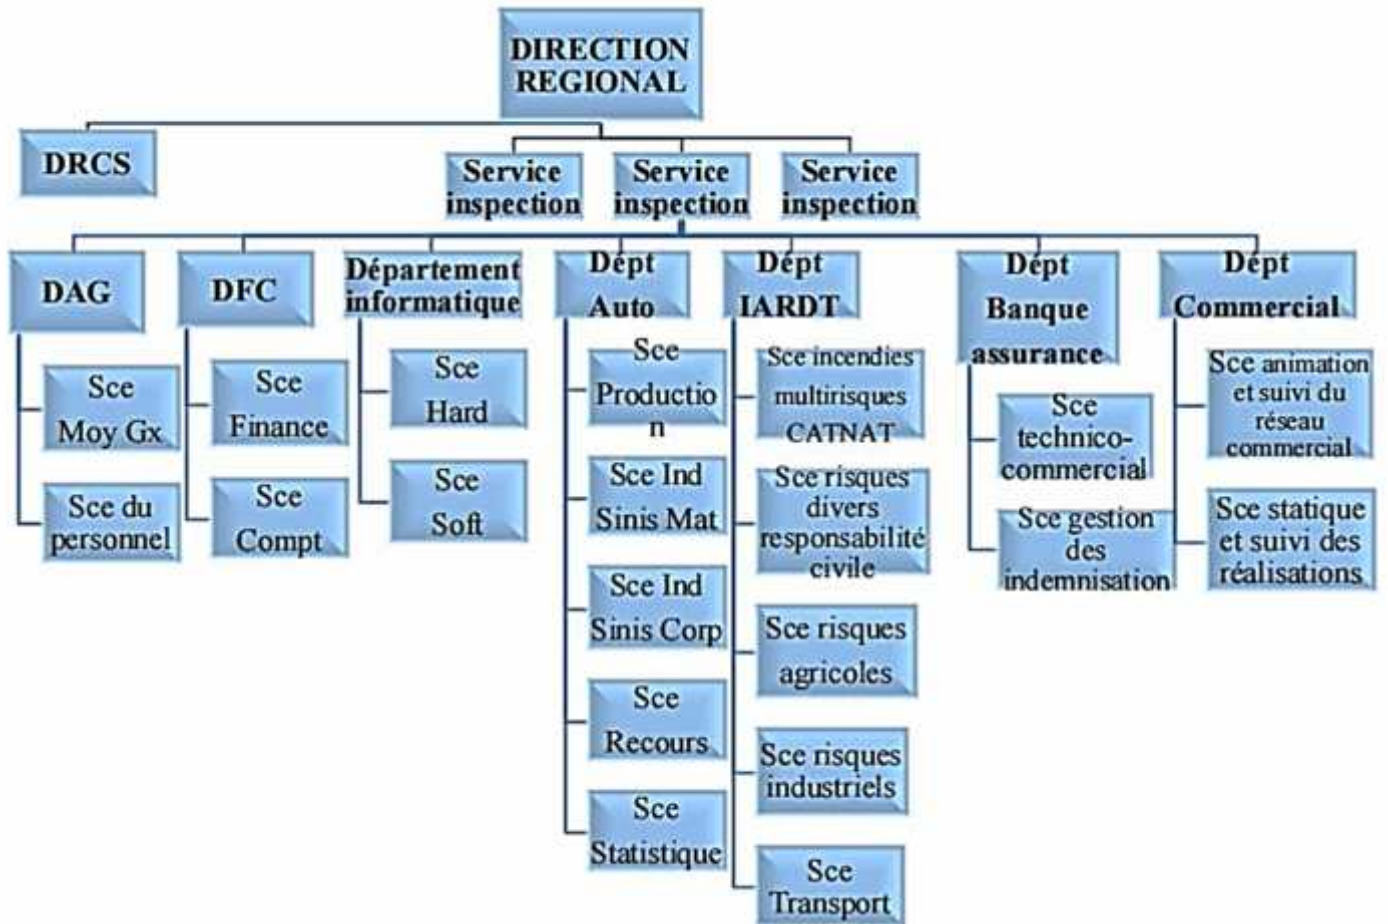 DIRECTION
REGIONAL
DRCS
Service
inspection
Service
inspection
Service
inspection
DAG
Sce
Moy Gx
Sce du
personnel
DFC
Sce
Finance
Sce
Compt
Département
informatique
Sce
Hard
Sce
Soft
Dépt
Auto
Sce
Productio
n
Sce Ind
Sinis Mat
Sce Ind
Sinis Corp
Sce
Recours
Sce
Statistique
Dépt
IARDT
Sce incendies
multirisques
CATNAT
Sce risques
divers
responsabilité
civile
Sce risques
agricoles
Sce risques
industriels
Sce
Transport
Dépt
Banque
assurance
Sce
technico-
commercial
Sce gestion
des
indemnisation
Dépt
Commercial
Sce animation
et suivi du
réseau
commercial
Sce statique
et suivi des
réalisations